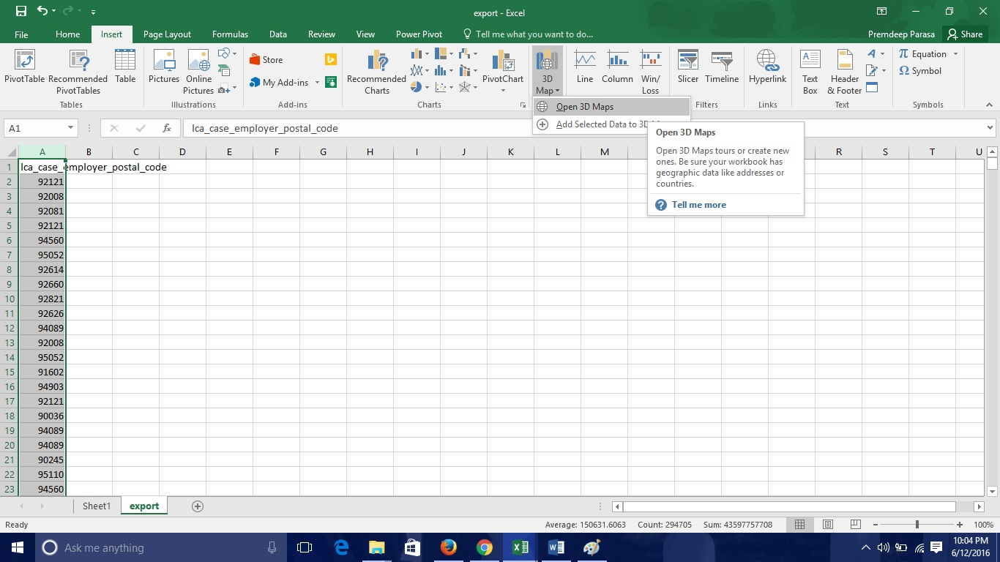 export - Excel
File Home Insert Page Layout Formulas Data Review View Power Pivot Tell me what you want to do... Premdeep Parasa Share
PivotTable Recommended PivotTables Table Pictures Online Pictures Store My Add-ins Recommended Charts PivotChart 3D Map Line Column Win/ Loss Slicer Timeline Hyperlink Text Box Header & Footer Equation Symbol
Tables Illustrations Add-ins Charts Filters Links Text Symbols
Open 3D Maps
Add Selected Data to 3D
Open 3D Maps
Open 3D Maps tours or create new
ones. Be sure your workbook has
geographic data like addresses or
countries.
? Tell me more
A1 fx lca_case_employer_postal_code
A B C D E F G H I J K L M R S T U
1 lca_case_employer_postal_code
2 92121
3 92008
4 92081
5 92121
6 94560
7 95052
8 92614
9 92660
10 92821
11 92626
12 94089
13 92008
14 95052
15 91602
16 94903
17 92121
18 90036
19 94089
20 94089
21 90245
22 95110
23 94560
Sheet1 export
Ready Average: 150631.6063 Count: 294705 Sum: 43597757708 100%
Ask me anything 10:04 PM
6/12/2016